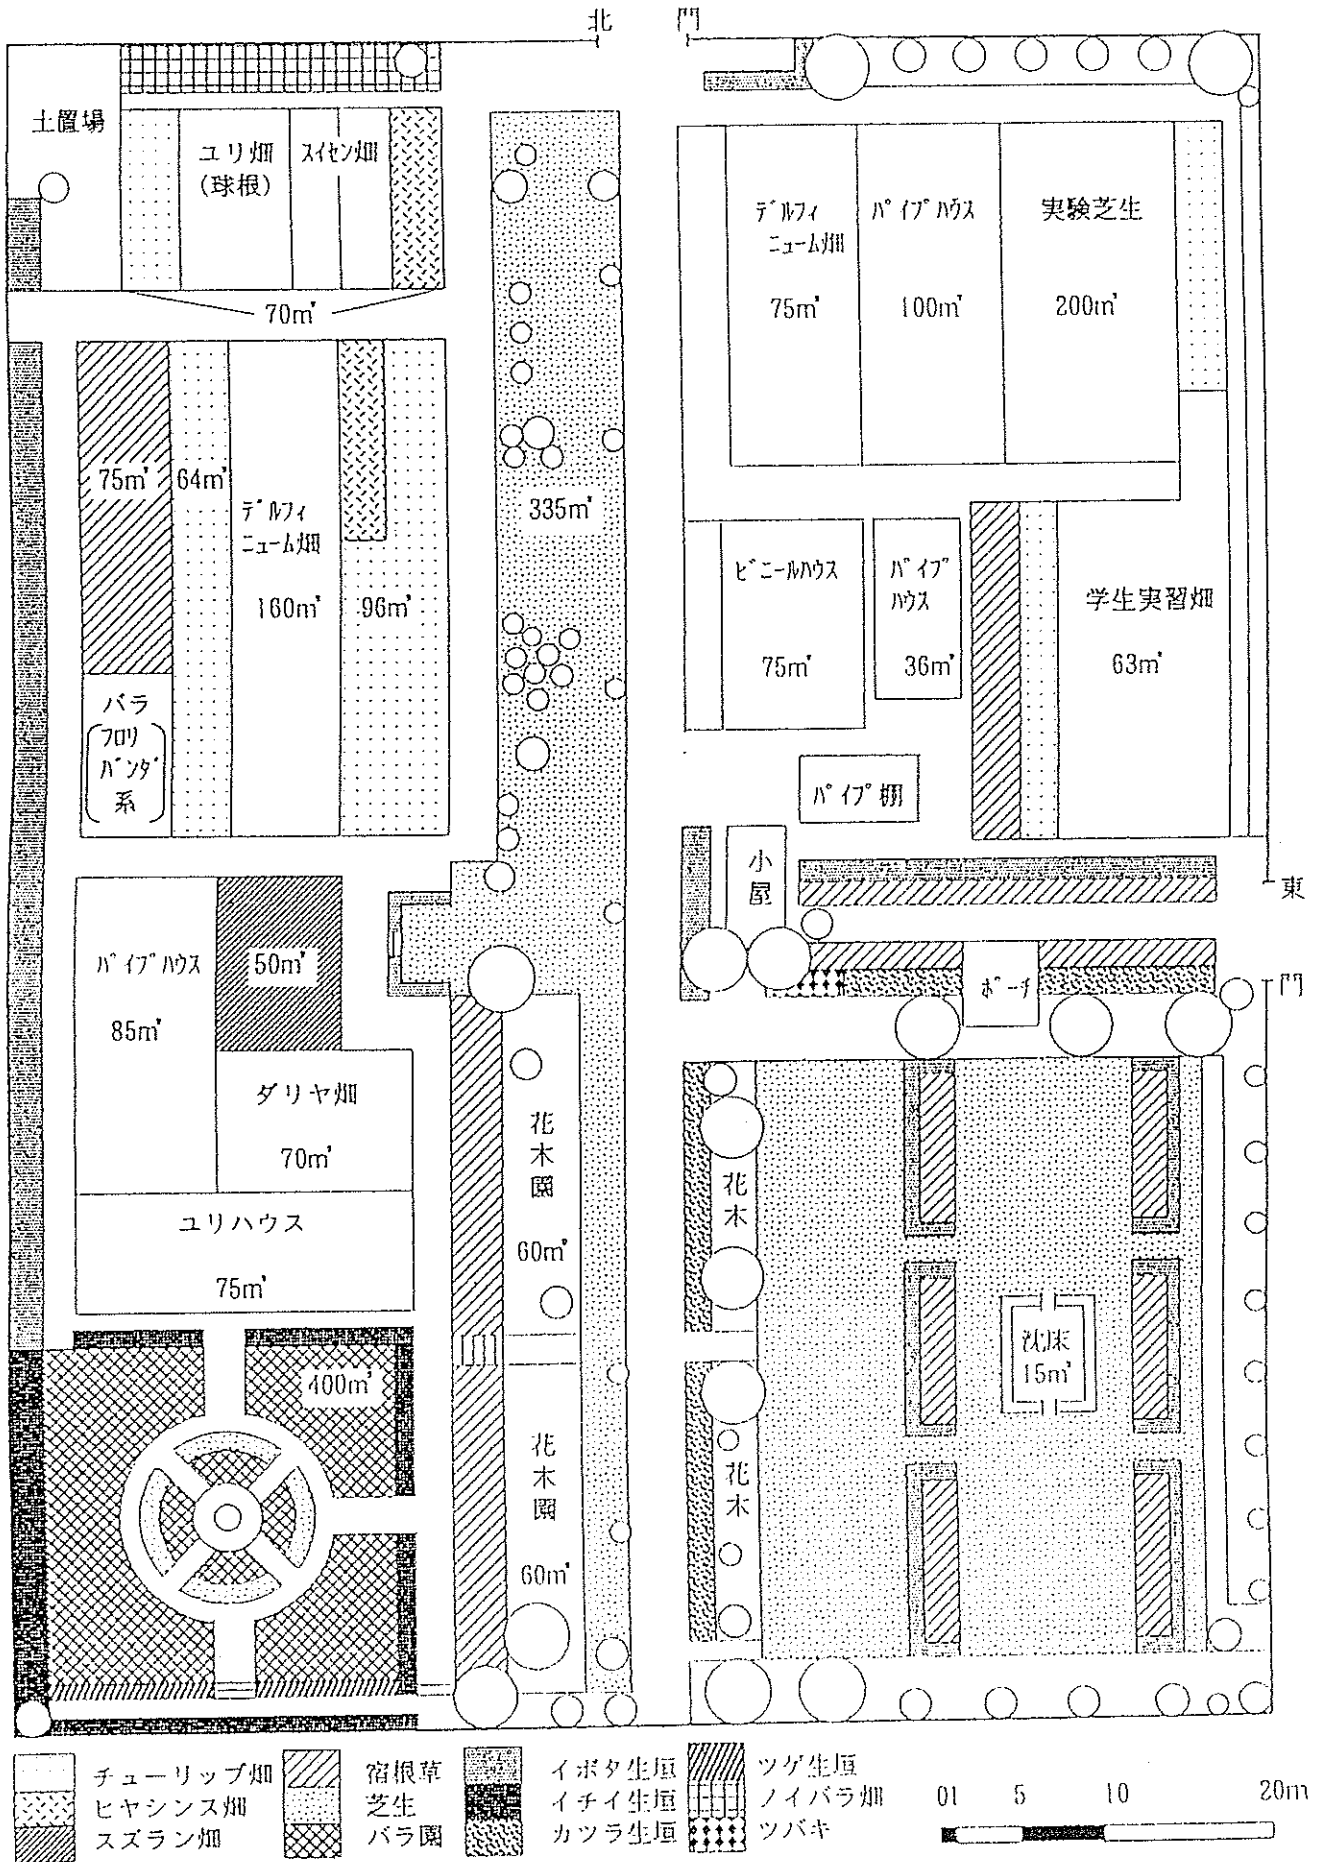 北 門
土置場
ユリ畑
(球根)
スイセン畑
70m²
デルフィ
ニューム畑
75m²
パイプハウス
100m²
実験芝生
200m²
75m²
64m²
デルフィ
ニューム畑
160m²
96m²
バラ
フロリ
バンダ
系
335m²
ビニールハウス
75m²
パイプ
ハウス
36m²
学生実習畑
63m²
パイプ棚
小屋
東
門
ポーチ
パイプハウス
85m²
50m²
ダリヤ畑
70m²
ユリハウス
75m²
花木園
60m²
花木
400m²
花木園
60m²
花木
沈床
15m²
チューリップ畑
ヒヤシンス畑
スズラン畑
宿根草
芝生
バラ園
イボタ生垣
イチイ生垣
カツラ生垣
ツゲ生垣
ノイバラ畑
ツバキ
01 5 10 20m